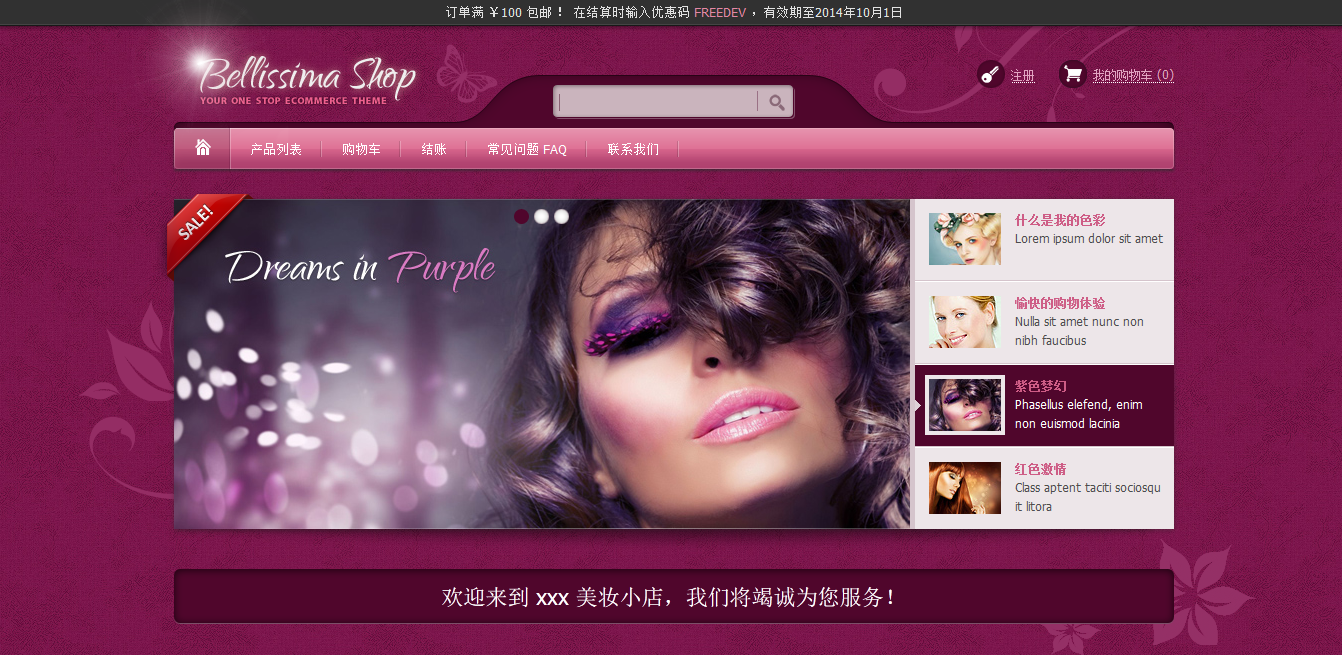 订单满 ￥100 包邮！ 在结算时输入优惠码 FREEDEV ，有效期至2014年10月1日
Bellissima Shop
YOUR ONE STOP ECOMMERCE THEME
注册
我的购物车 (0)
产品列表
购物车
结账
常见问题 FAQ
联系我们
SALE!
Dreams in Purple
什么是我的色彩
Lorem ipsum dolor sit amet
愉快的购物体验
Nulla sit amet nunc non
nibh faucibus
紫色梦幻
Phasellus elefend, enim
non euismod lacinia
红色激情
Class aptent taciti sociosqu
it litora
欢迎来到 xxx 美妆小店，我们将竭诚为您服务！